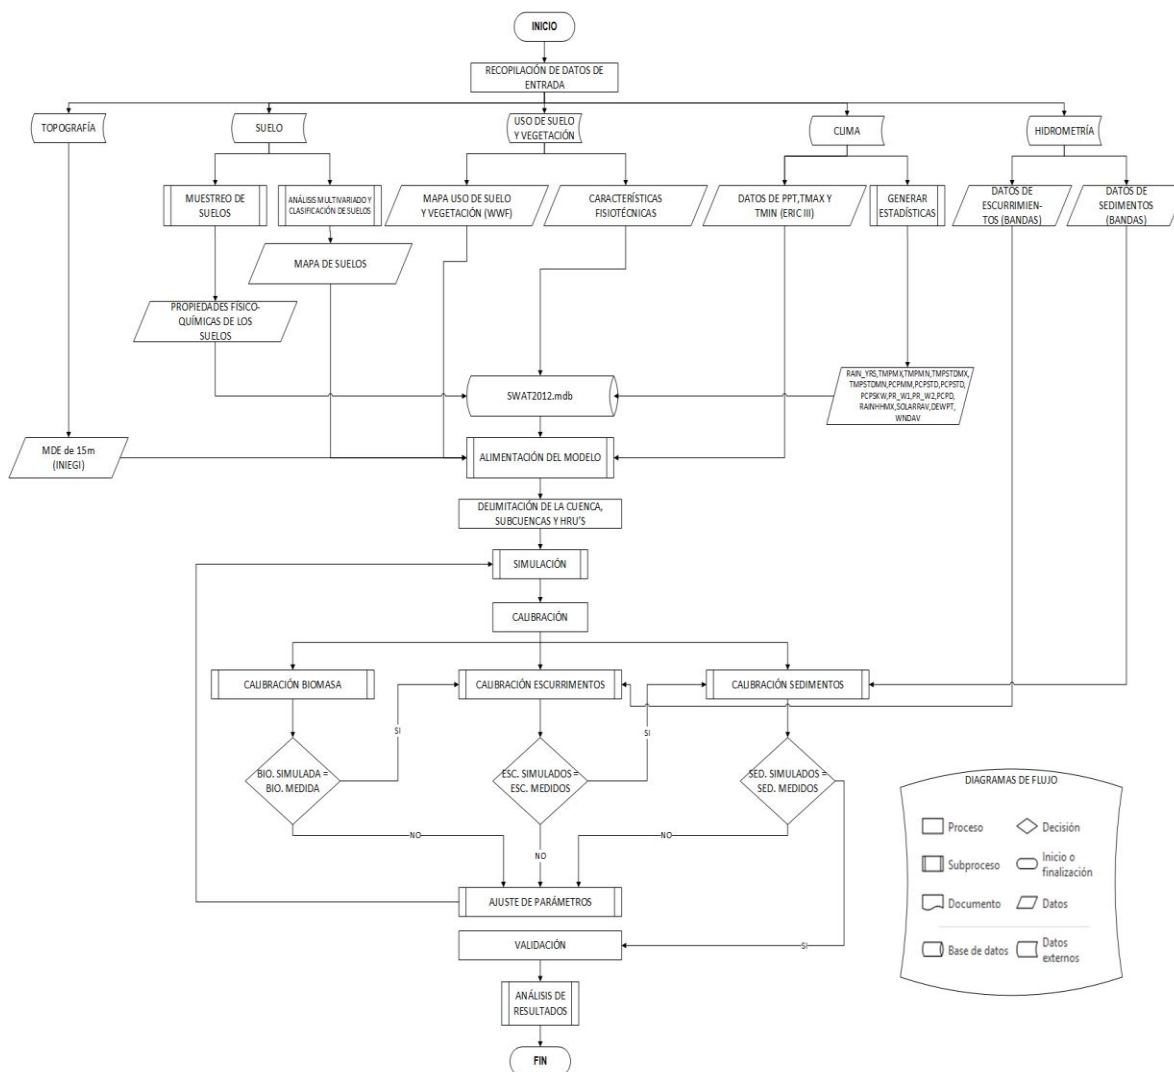 INICIO
RECOPILACIÓN DE DATOS DE
ENTRADA
TOPOGRAFÍA
SUELO
USO DE SUELO
Y VEGETACIÓN
CLIMA
HIDROMETRÍA
MUESTREO DE
SUELOS
ANÁLISIS MULTIVARIADO Y
CLASIFICACIÓN DE SUELOS
MAPA USO DE SUELO
Y VEGETACIÓN (WWF)
CARACTERÍSTICAS
FISIOTÉCNICAS
DATOS DE PPT,TMAX Y
TMIN (ERIC III)
GENERAR
ESTADÍSTICAS
DATOS DE
ESCURRIMIEN-
TOS (BANDAS)
DATOS DE
SEDIMENTOS
(BANDAS)
MAPA DE SUELOS
PROPIEDADES FÍSICO-
QUÍMICAS DE LOS
SUELOS
SWAT2012.mdb
RAIN_YRS,TMPMX,TMPMN,TMPSTDMX,
TMPSTDMN,PCPMM,PCPSTD,PCPSTD,
PCPSKW,PR_W1,PR_W2,PCPD,
RAINHHMX,SOLARRAV,DEWPT,
WNDAV
MDE de 15m
(INIEGI)
ALIMENTACIÓN DEL MODELO
DELIMITACIÓN DE LA CUENCA,
SUBCUENCAS Y HRU'S
SIMULACIÓN
CALIBRACIÓN
CALIBRACIÓN BIOMASA
CALIBRACIÓN ESCURRIMENTOS
CALIBRACIÓN SEDIMENTOS
SI
SI
BIO. SIMULADA =
BIO. MEDIDA
ESC. SIMULADOS =
ESC. MEDIDOS
SED. SIMULADOS =
SED. MEDIDOS
NO
NO
NO
AJUSTE DE PARÁMETROS
VALIDACIÓN
SI
ANÁLISIS DE
RESULTADOS
FIN
DIAGRAMAS DE FLUJO
Proceso
Decisión
Subproceso
Inicio o
finalización
Documento
Datos
Base de datos
Datos
externos